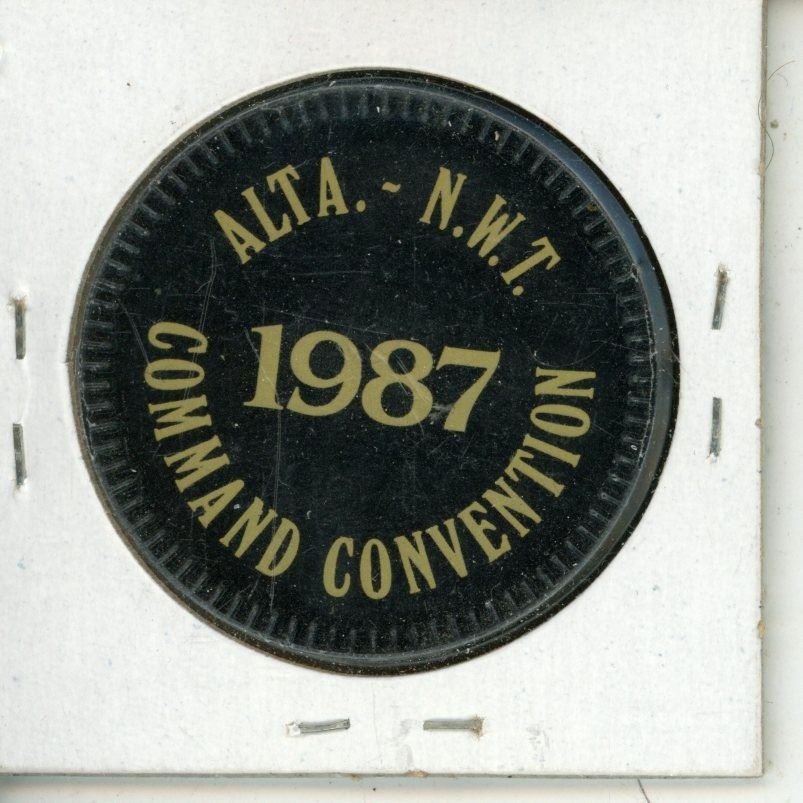 ALTA. ~ N.W.T.
1987
COMMAND CONVENTION